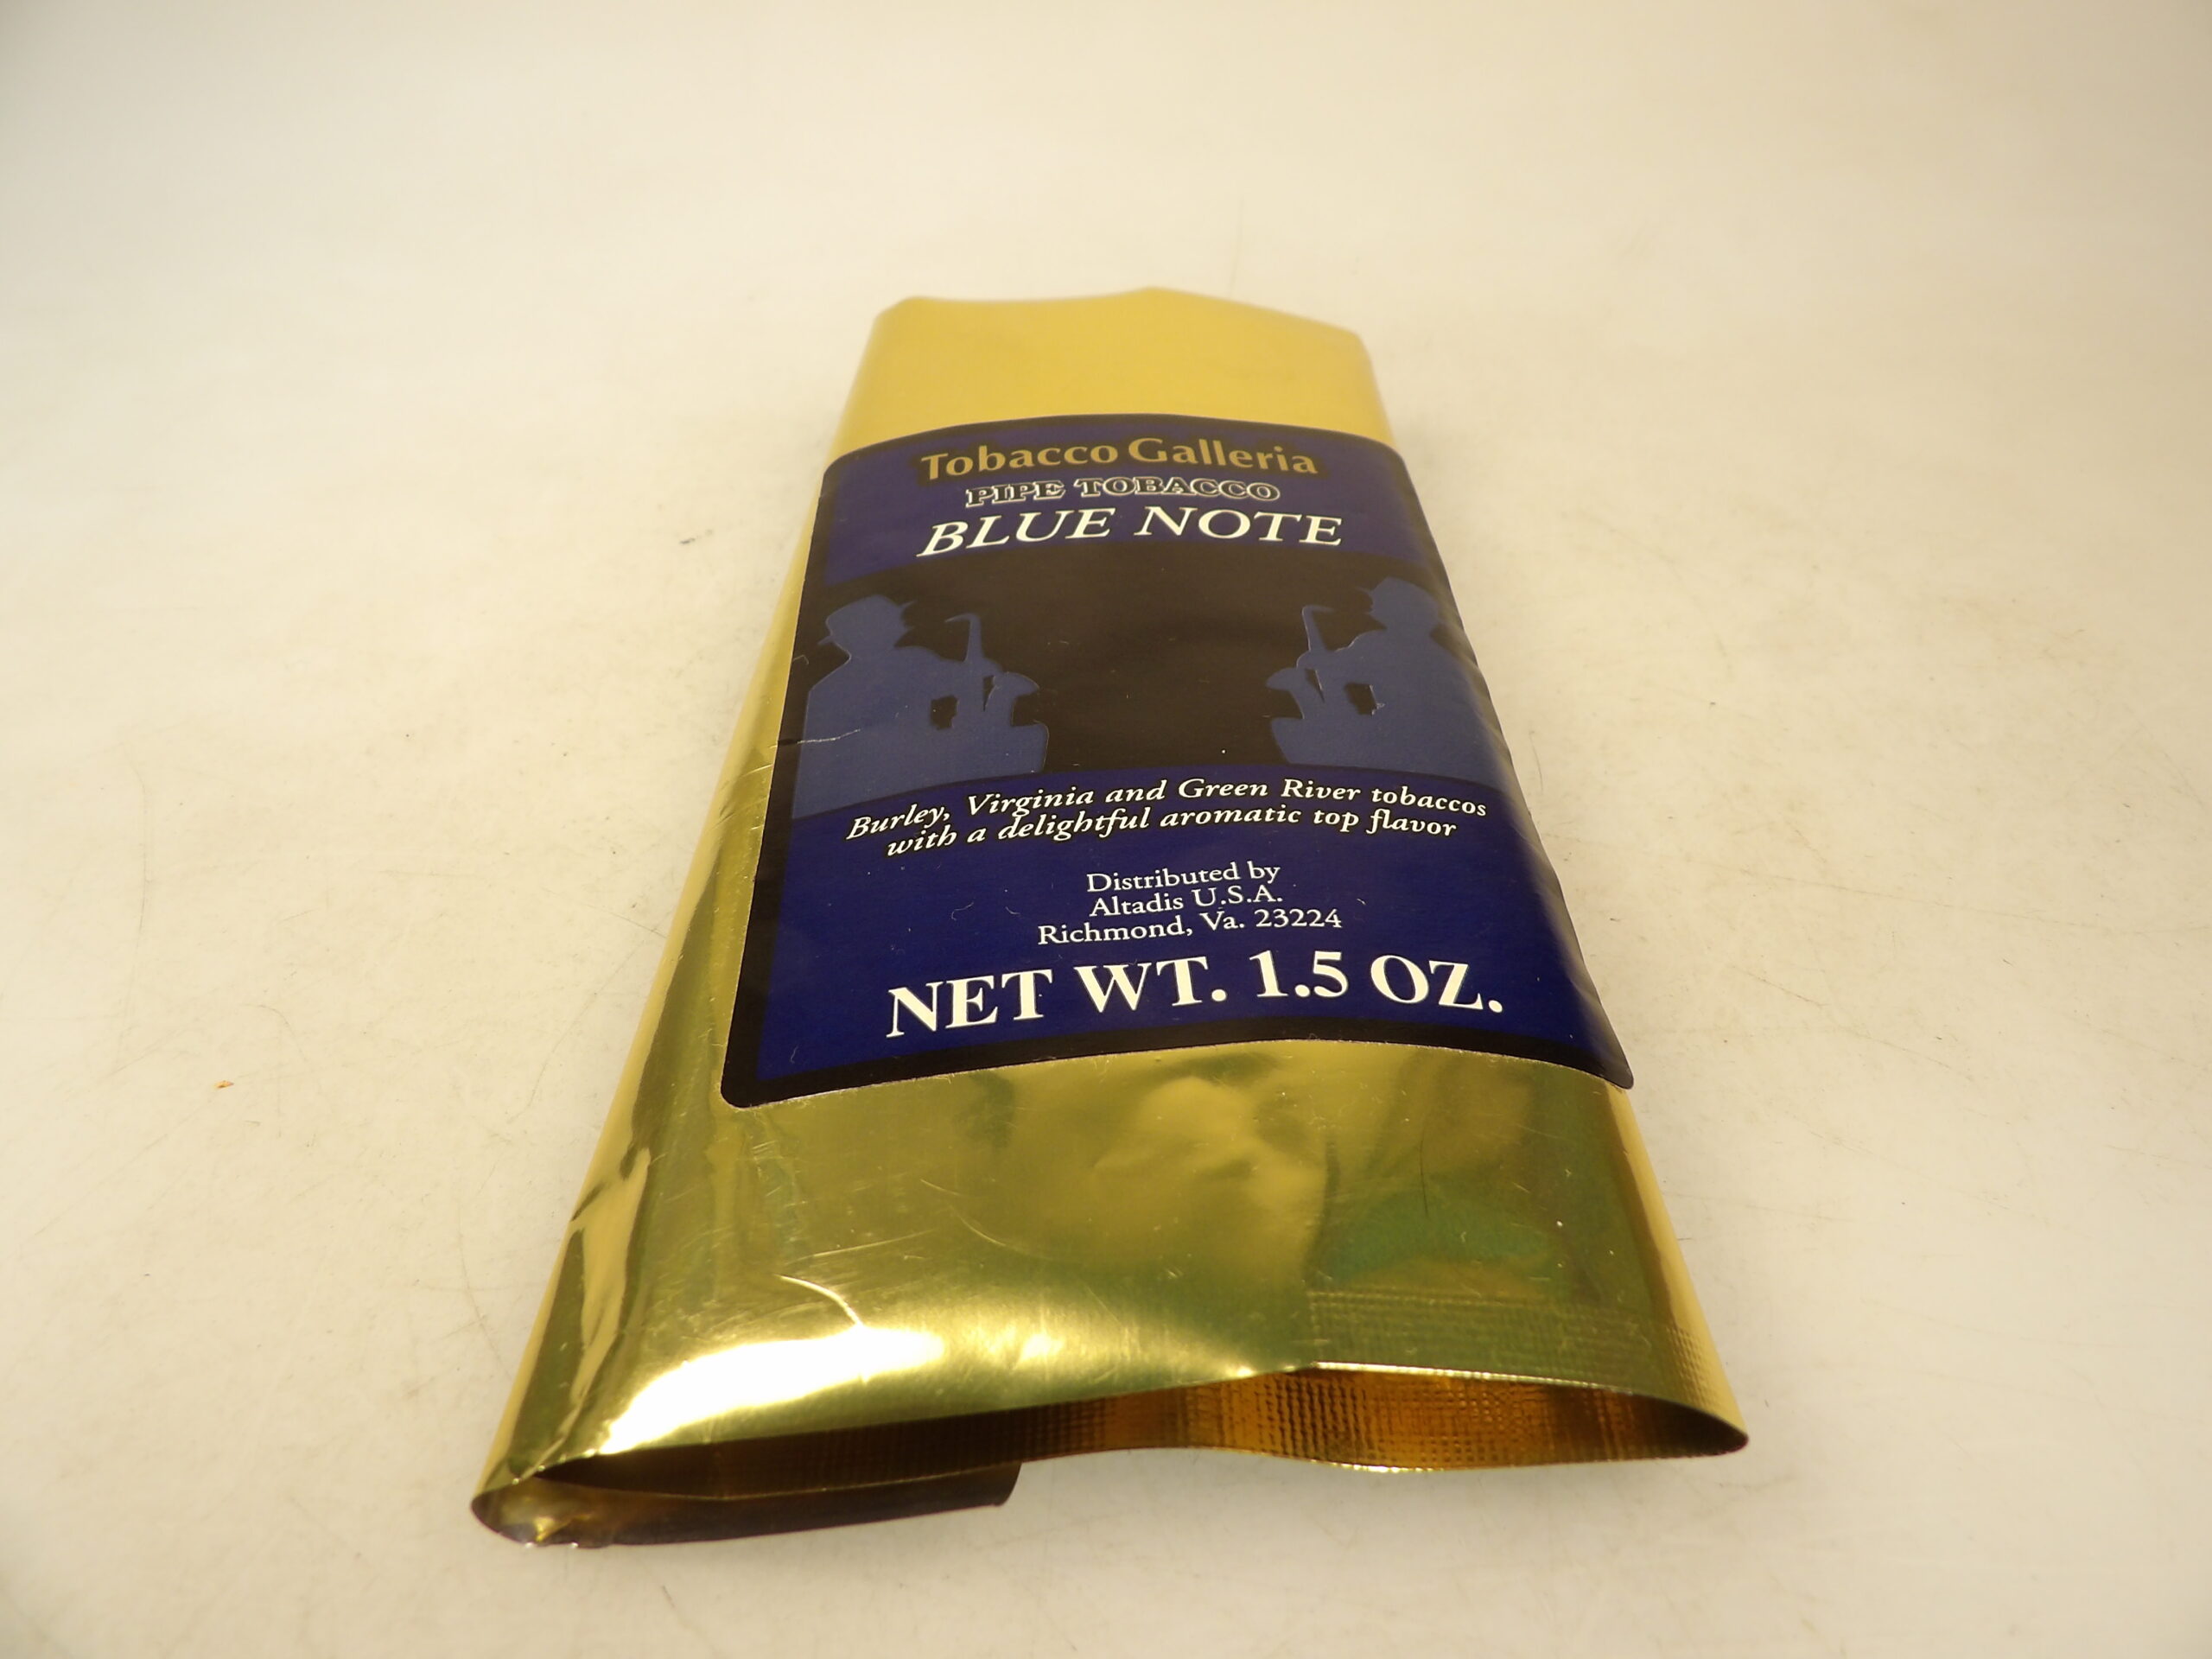 Tobacco Galleria
PIPE TOBACCO
BLUE NOTE
Burley, Virginia and Green River tobaccos
with a delightful aromatic top flavor
Distributed by
Altadis U.S.A.
Richmond, Va. 23224
NET WT. 1.5 OZ.